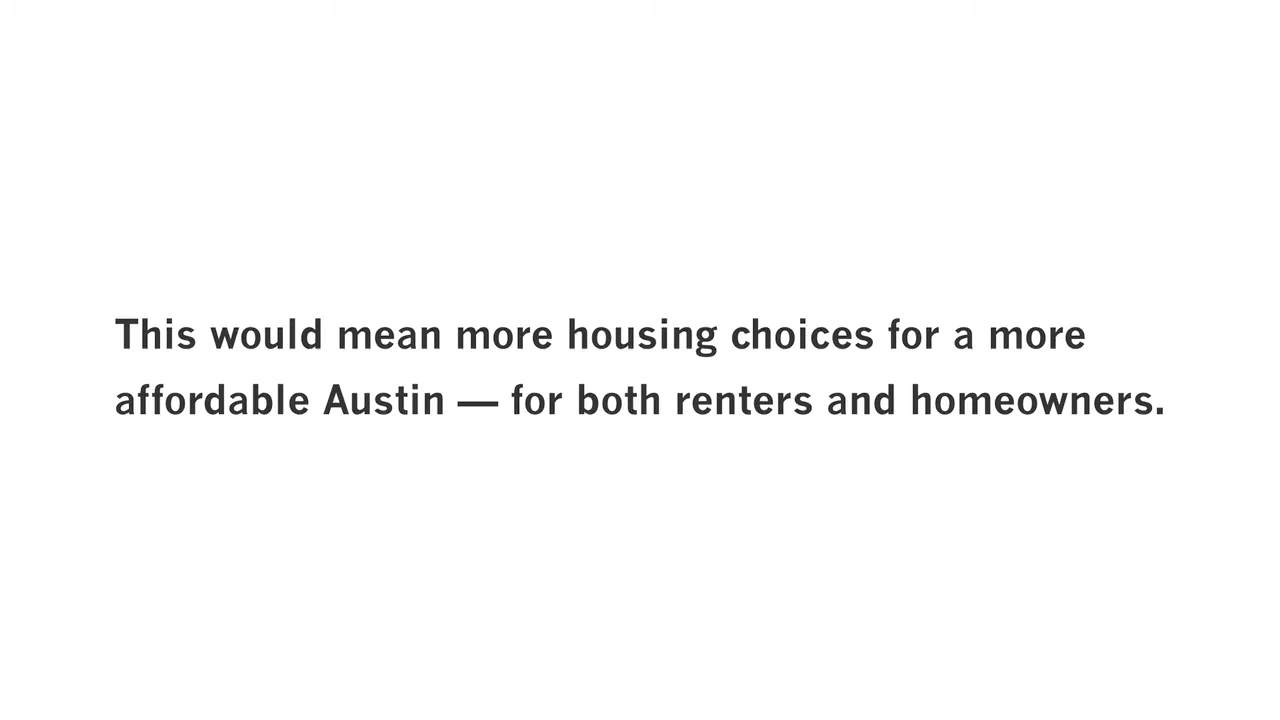 This would mean more housing choices for a more
affordable Austin — for both renters and homeowners.